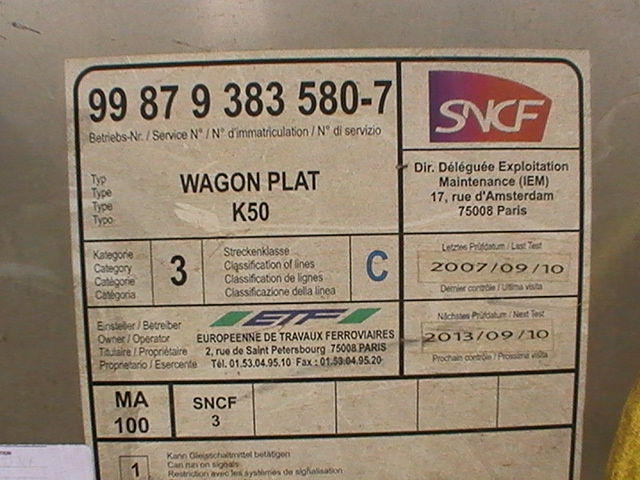 99 87 9 383 580-7
Betriebs-Nr. / Service N° / N° d'immatriculation / N° di servizio
Typ
Type
Type
Tipo
WAGON PLAT
K50
SNCF
Dir. Déléguée Exploitation
Maintenance (IEM)
17, rue d'Amsterdam
75008 Paris
Kategorie
Category
Catégorie
Categoria
3
Streckenklasse
Classification of lines
Classification de lignes
Classificazione della linea
C
Letztes Prüfdatum / Last Test
2007/09/10
Dernier contrôle / Ultima visita
Einsteller / Betreiber
Owner / Operator
Titulaire / Propriétaire
Proprietario / Esercente
ETF
EUROPEENNE DE TRAVAUX FERROVIAIRES
2, rue de Saint Petersbourg 75008 PARIS
Tél. 01.53.04.95.10 Fax : 01.53.04.95.20
Nächstes Prüfdatum / Next Test
2013/09/10
Prochain contrôle / Prossima visita
MA
100
SNCF
3
1
Kann Gleisschaltmittel betätigen
Can run on signals
Restriction avec les systèmes de signalisation